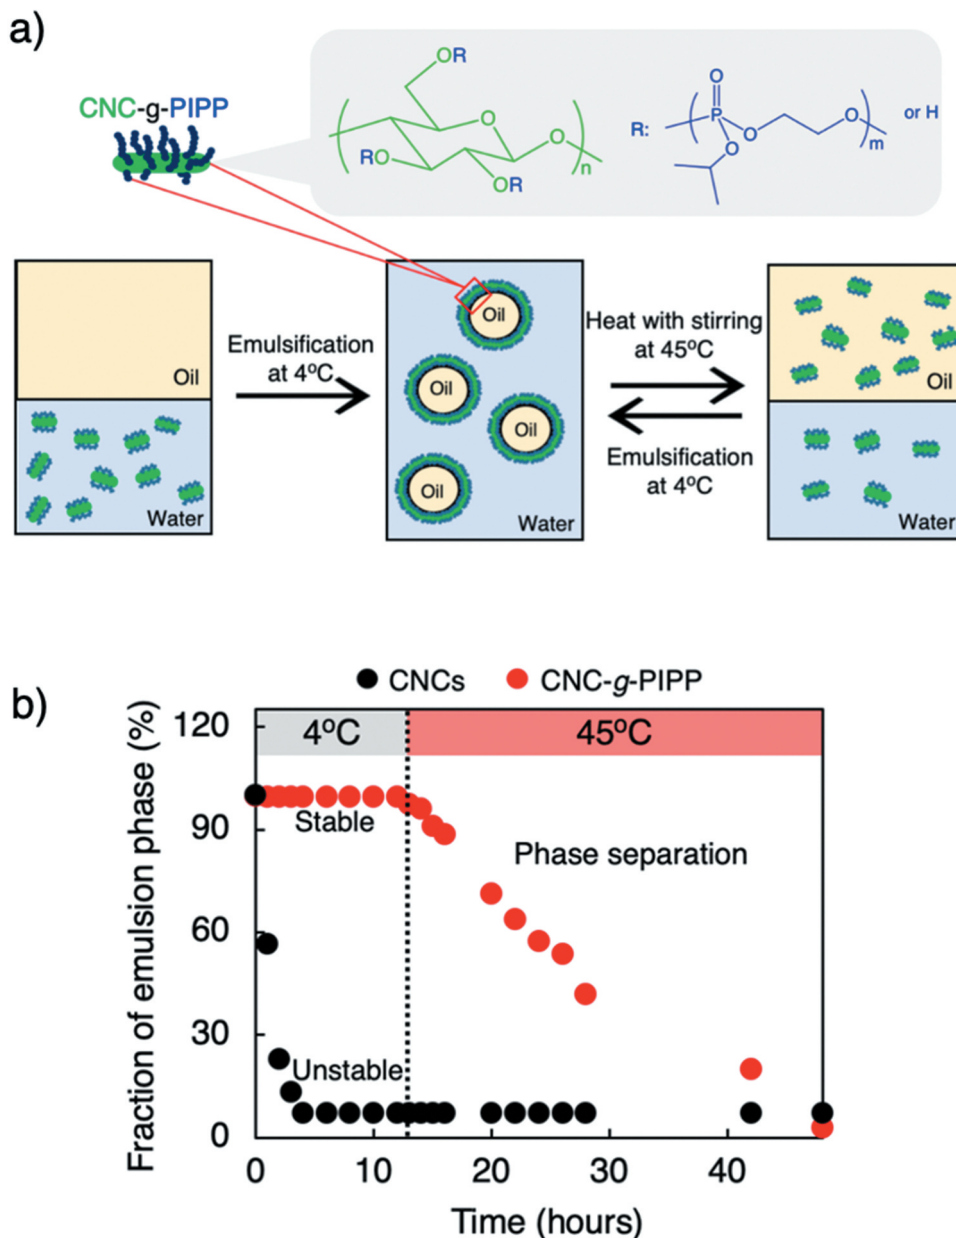 a)
CNC-g-PIPP
OR
O
O
RO
OR
n
R:
O
P
O
O
O
m
or H
Oil
Water
Emulsification
at 4ºC
Oil
Oil
Oil
Oil
Water
Heat with stirring
at 45ºC
Emulsification
at 4ºC
Oil
Water
b)
CNCs
CNC-g-PIPP
Fraction of emulsion phase (%)
120
90
60
30
0
4ºC
45ºC
Stable
Phase separation
Unstable
0
10
20
30
40
Time (hours)